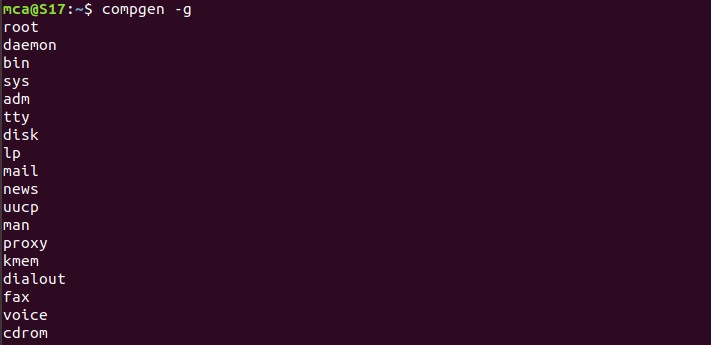 mca@S17:~$ compgen -g
root
daemon
bin
sys
adm
tty
disk
lp
mail
news
uucp
man
proxy
kmem
dialout
fax
voice
cdrom